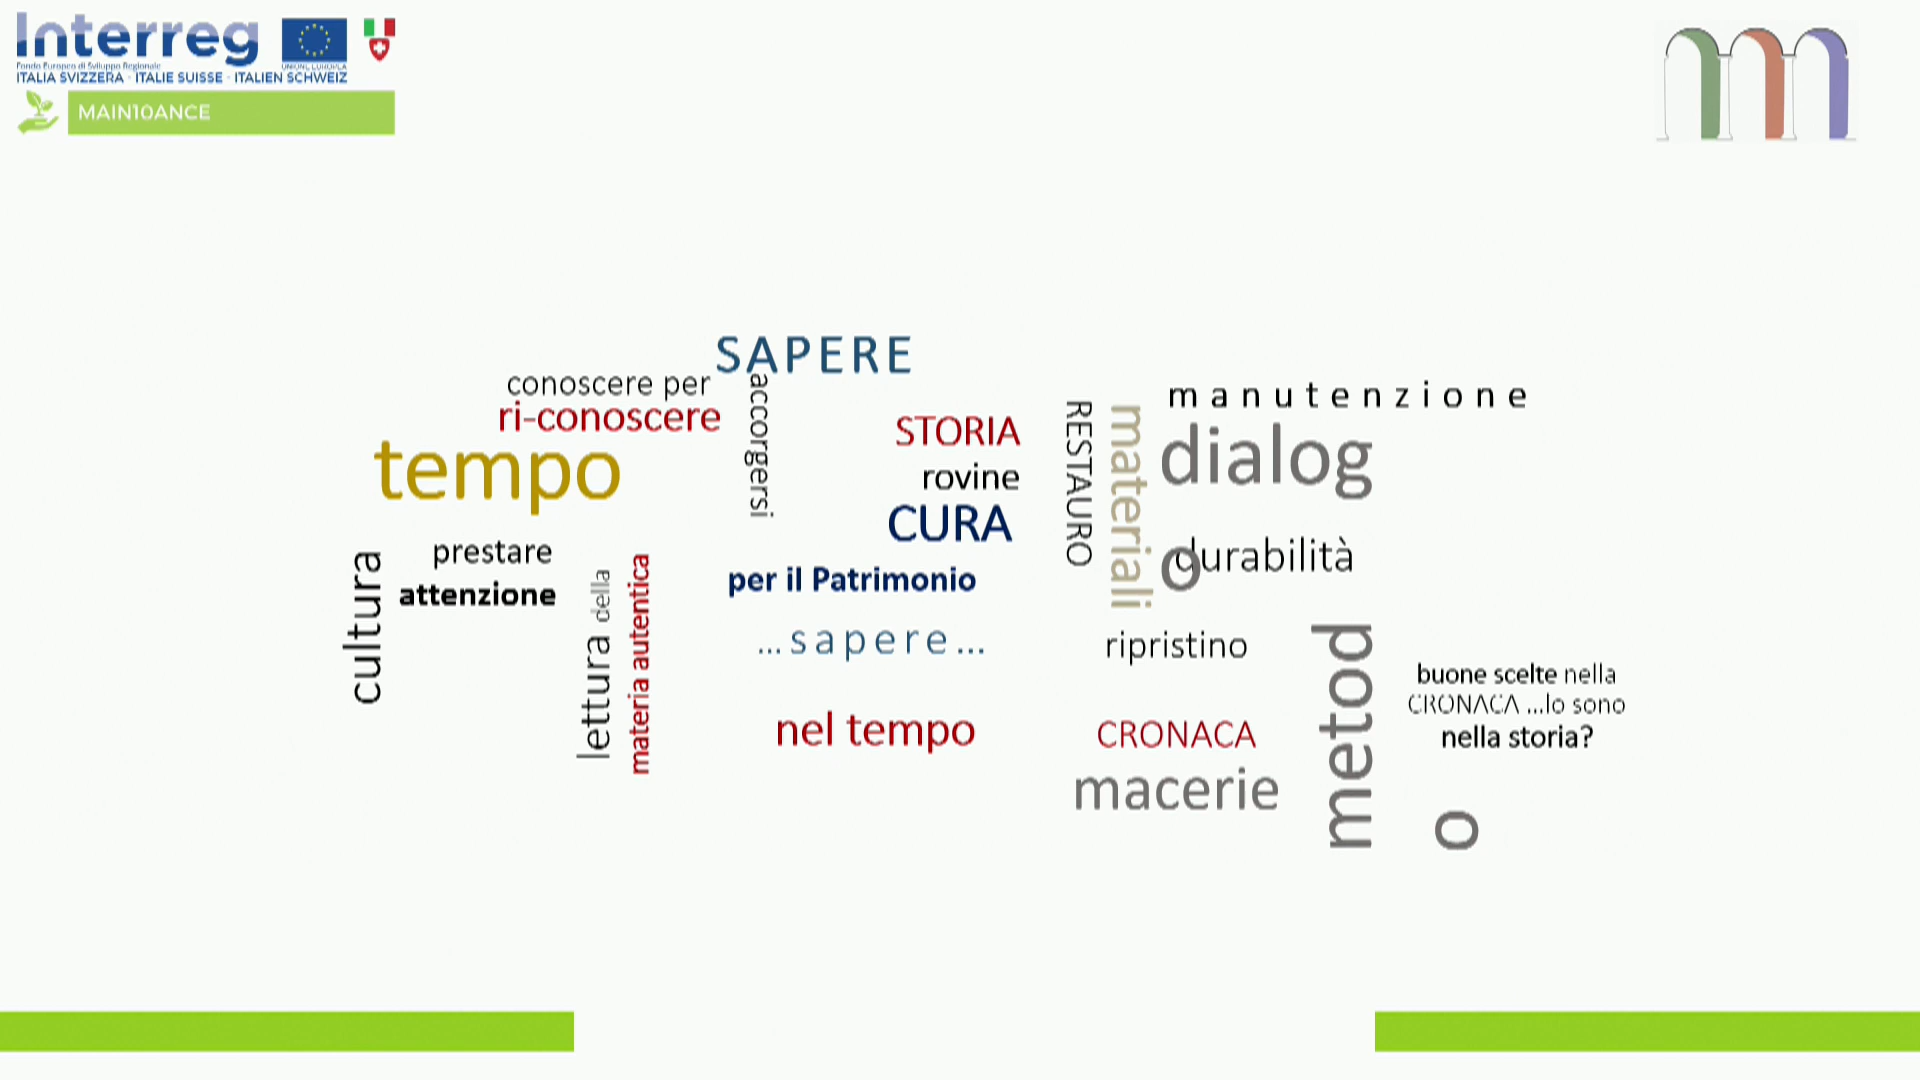 Interreg
Fondo Europeo di Sviluppo Regionale
UNIONE EUROPEA
ITALIA SVIZZERA - ITALIE SUISSE - ITALIEN SCHWEIZ
MAIN10ANCE
SAPERE
conoscere per
ri-conoscere
accorgersi
tempo
STORIA
rovine
CURA
RESTAURO
materiali
manutenzione
dialog
o
durabilità
prestare
attenzione
cultura
lettura della
materia autentica
per il Patrimonio
...sapere...
nel tempo
ripristino
CRONACA
macerie
metod
o
buone scelte nella
CRONACA ...lo sono
nella storia?